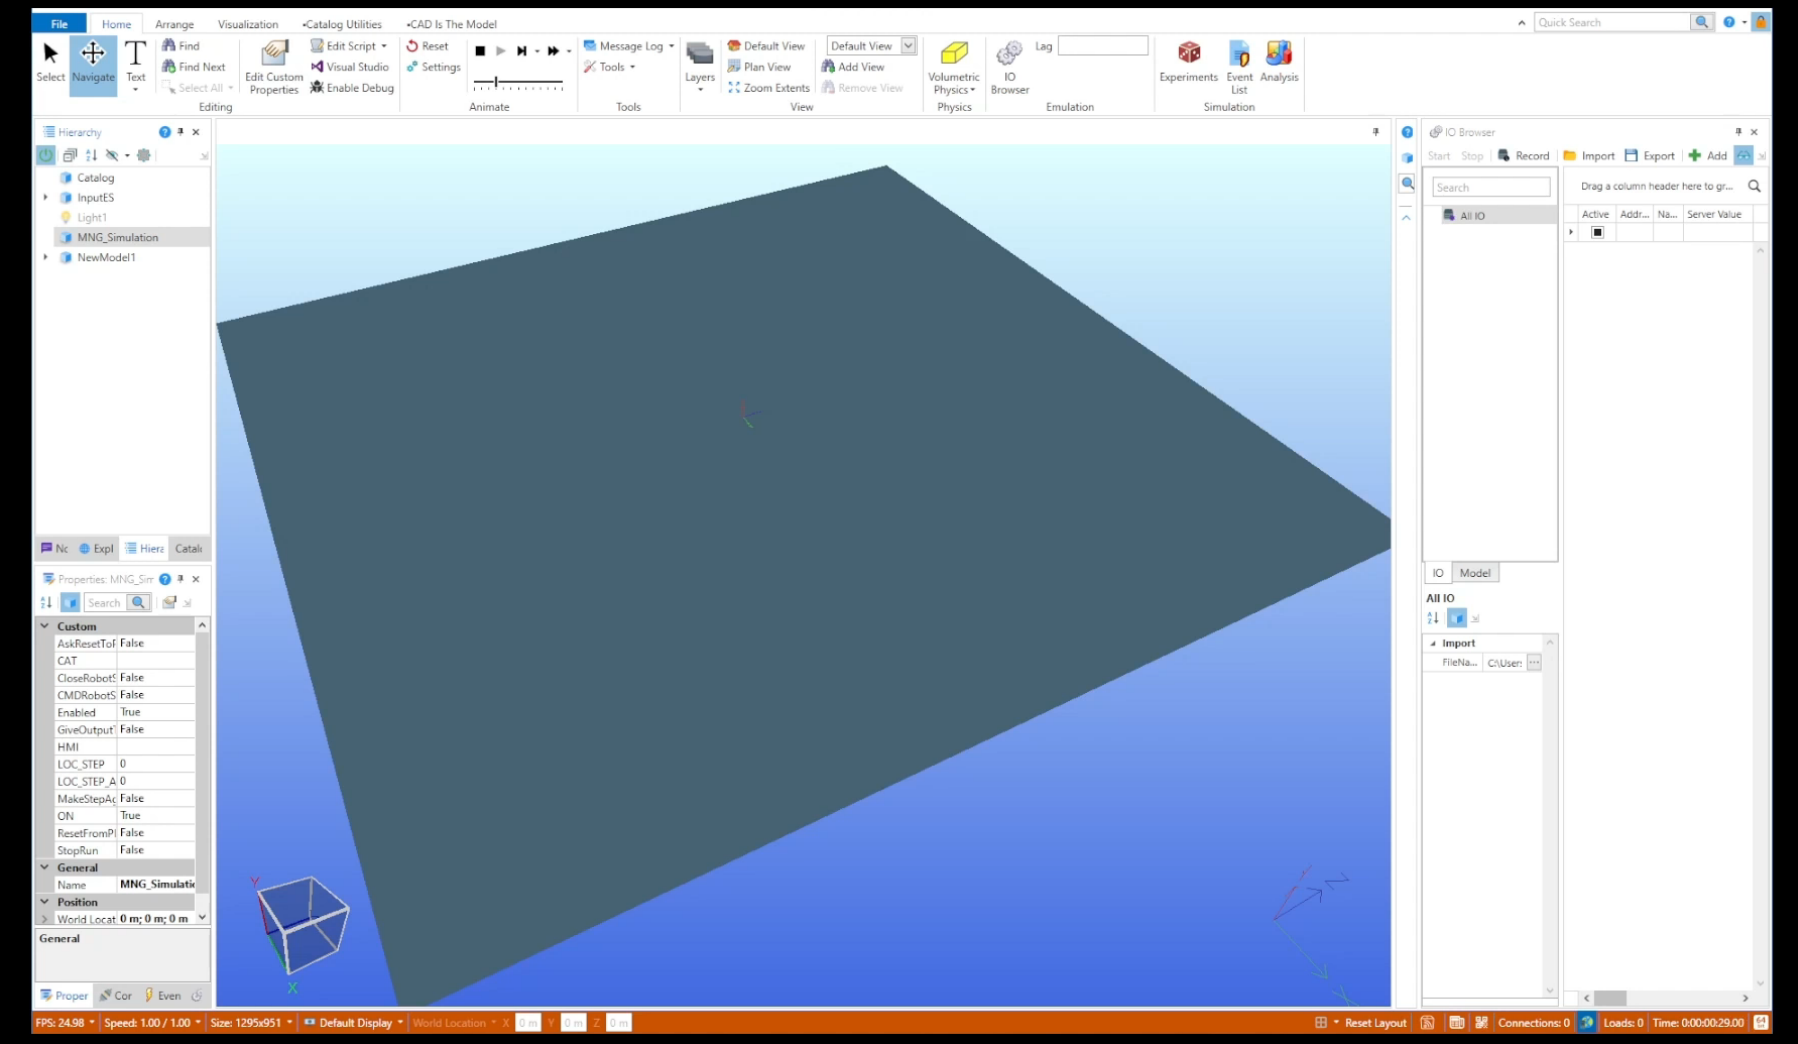 File Home Arrange Visualization •Catalog Utilities •CAD Is The Model Quick Search
Select Navigate Text
Find
Find Next
Select All
Editing
Edit Custom Properties
Edit Script
Visual Studio
Enable Debug
Reset
Settings
Animate
Message Log
Tools
Tools
Layers
Default View
Plan View
Zoom Extents
Default View
Add View
Remove View
View
Volumetric Physics
Physics
IO Browser
Lag
Emulation
Experiments Event List Analysis
Simulation
Hierarchy
Catalog
InputES
Light1
MNG_Simulation
NewModel1
Nc Expl Hiera Catalo
Properties: MNG_Sim
Search
Custom
AskResetToF False
CAT
CloseRobotS False
CMDRobotS False
Enabled True
GiveOutput False
HMI
LOC_STEP 0
LOC_STEP_A 0
MakeStepAg False
ON True
ResetFromPl False
StopRun False
General
Name MNG_Simulatio
Position
World Locat 0 m; 0 m; 0 m
General
Proper Cor Even
Y
X
Y
Z
X
IO Browser
Start Stop Record Import Export Add
Search
All IO
Drag a column header here to gr...
Active Addr... Na... Server Value
IO Model
All IO
Import
FileNa... C:\User: ...
FPS: 24.98 Speed: 1.00 / 1.00 Size: 1295x951 Default Display World Location X 0 m Y 0 m Z 0 m Reset Layout Connections: 0 Loads: 0 Time: 0:00:00:29.00 64